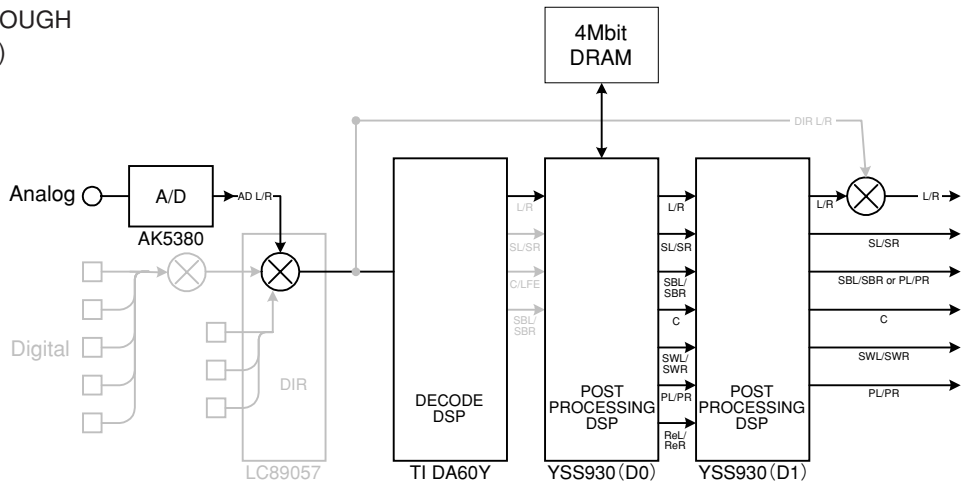 OUGH
)
4Mbit
DRAM
DIR L/R
Analog
A/D
AD L/R
AK5380
Digital
DIR
LC89057
DECODE
DSP
TI DA60Y
L/R
SL/SR
C/LFE
SBL/
SBR
POST
PROCESSING
DSP
YSS930（D0）
L/R
SL/SR
SBL/
SBR
C
SWL/
SWR
PL/PR
ReL/
ReR
POST
PROCESSING
DSP
YSS930（D1）
L/R
L/R
SL/SR
SBL/SBR or PL/PR
C
SWL/SWR
PL/PR